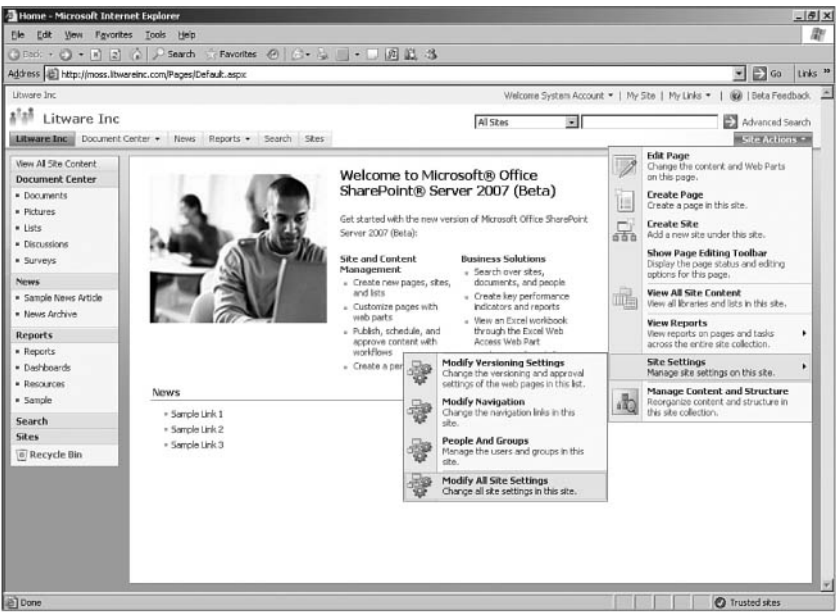 Home - Microsoft Internet Explorer
File Edit View Favorites Tools Help
Back Search Favorites
Address http://moss.litwareinc.com/Pages/Default.aspx Go Links »
Litware Inc Welcome System Account | My Site | My Links | | Beta Feedback
Litware Inc
All Sites Advanced Search
Litware Inc Document Center News Reports Search Sites Site Actions
View All Site Content
Document Center
Documents
Pictures
Lists
Discussions
Surveys
News
Sample News Article
News Archive
Reports
Reports
Dashboards
Resources
Sample
Search
Sites
Recycle Bin
Welcome to Microsoft® Office
SharePoint® Server 2007 (Beta)
Get started with the new version of Microsoft Office SharePoint
Server 2007 (Beta):
Site and Content
Management
Create new pages, sites,
and lists
Customize pages with
web parts
Publish, schedule, and
approve content with
workflows
Create a per
Business Solutions
Search over sites,
documents, and people
Create key performance
indicators and reports
View an Excel workbook
through the Excel Web
Access Web Part
News
Sample Link 1
Sample Link 2
Sample Link 3
Edit Page
Change the content and Web Parts
on this page.
Create Page
Create a page in this site.
Create Site
Add a new site under this site.
Show Page Editing Toolbar
Display the page status and editing
options for this page.
View All Site Content
View all libraries and lists in this site.
View Reports
View reports on pages and tasks
across the entire site collection.
Site Settings
Manage site settings on this site.
Manage Content and Structure
Reorganize content and structure in
this site collection.
Modify Versioning Settings
Change the versioning and approval
settings of the web pages in this list.
Modify Navigation
Change the navigation links in this
site.
People And Groups
Manage the users and groups in this
site.
Modify All Site Settings
Change all site settings in this site.
Done Trusted sites